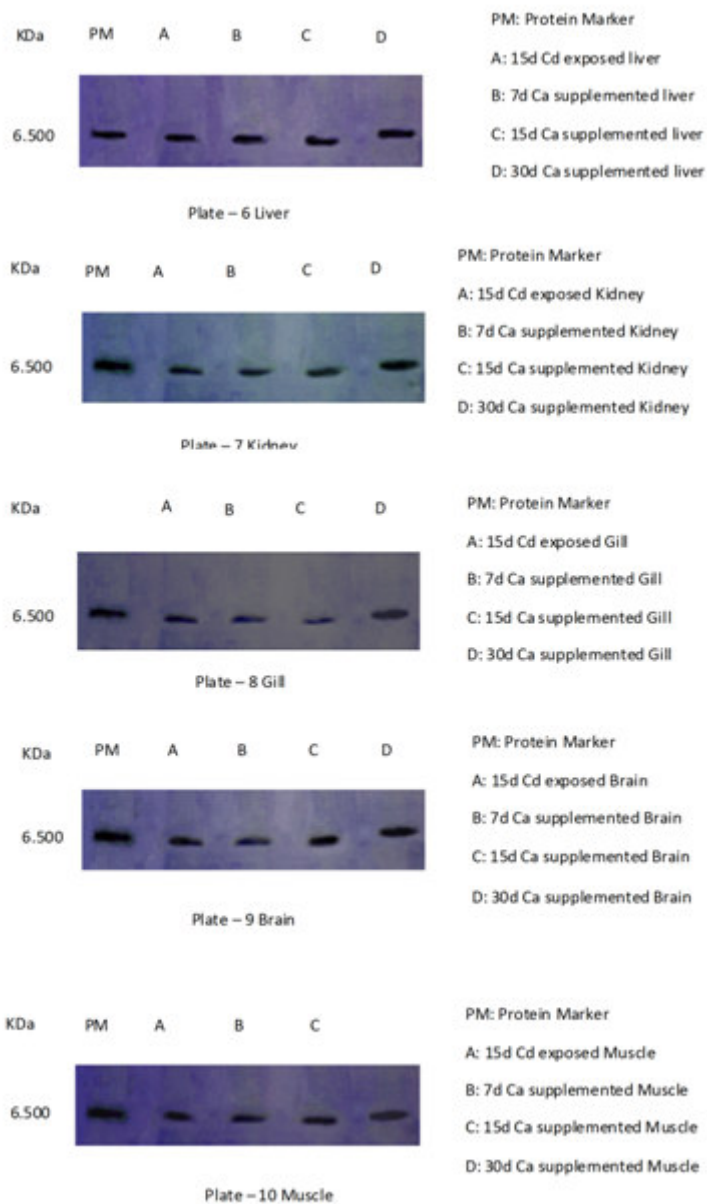 KDa PM A B C D
6.500
Plate – 6 Liver
PM: Protein Marker
A: 15d Cd exposed liver
B: 7d Ca supplemented liver
C: 15d Ca supplemented liver
D: 30d Ca supplemented liver
KDa PM A B C D
6.500
Plate – 7 Kidney
PM: Protein Marker
A: 15d Cd exposed Kidney
B: 7d Ca supplemented Kidney
C: 15d Ca supplemented Kidney
D: 30d Ca supplemented Kidney
KDa A B C D
6.500
Plate – 8 Gill
PM: Protein Marker
A: 15d Cd exposed Gill
B: 7d Ca supplemented Gill
C: 15d Ca supplemented Gill
D: 30d Ca supplemented Gill
KDa PM A B C D
6.500
Plate – 9 Brain
PM: Protein Marker
A: 15d Cd exposed Brain
B: 7d Ca supplemented Brain
C: 15d Ca supplemented Brain
D: 30d Ca supplemented Brain
KDa PM A B C
6.500
Plate – 10 Muscle
PM: Protein Marker
A: 15d Cd exposed Muscle
B: 7d Ca supplemented Muscle
C: 15d Ca supplemented Muscle
D: 30d Ca supplemented Muscle